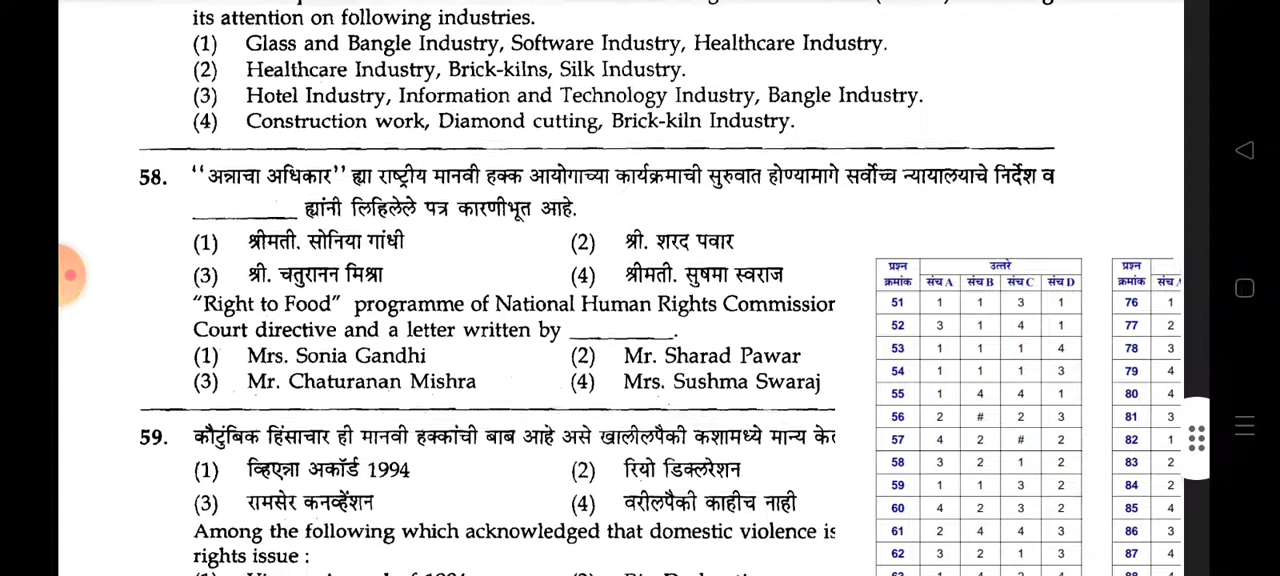 its attention on following industries.
(1) Glass and Bangle Industry, Software Industry, Healthcare Industry.
(2) Healthcare Industry, Brick-kilns, Silk Industry.
(3) Hotel Industry, Information and Technology Industry, Bangle Industry.
(4) Construction work, Diamond cutting, Brick-kiln Industry.
58. “अन्नाचा अधिकार” ह्या राष्ट्रीय मानवी हक्क आयोगाच्या कार्यक्रमाची सुरुवात होण्यामागे सर्वोच्च न्यायालयाचे निर्देश व
__________ ह्यांनी लिहिलेले पत्र कारणीभूत आहे.
(1) श्रीमती. सोनिया गांधी (2) श्री. शरद पवार
(3) श्री. चतुरानन मिश्रा (4) श्रीमती. सुषमा स्वराज
“Right to Food” programme of National Human Rights Commission
Court directive and a letter written by __________.
(1) Mrs. Sonia Gandhi (2) Mr. Sharad Pawar
(3) Mr. Chaturanan Mishra (4) Mrs. Sushma Swaraj
59. कौटुंबिक हिंसाचार ही मानवी हक्कांची बाब आहे असे खालीलपैकी कशामध्ये मान्य
(1) व्हिएन्ना अकॉर्ड 1994 (2) रियो डिक्लरेशन
(3) रामसेर कनव्हेंशन (4) वरीलपैकी काहीच नाही
Among the following which acknowledged that domestic violence is
rights issue :
प्रश्न क्रमांक उत्तरे
संच A संच B संच C संच D
51 1 1 3 1
52 3 1 4 1
53 1 1 1 4
54 1 1 1 3
55 1 4 4 1
56 2 # 2 3
57 4 2 # 2
58 3 2 1 2
59 1 1 3 2
60 4 2 3 2
61 2 4 4 3
62 3 2 1 3
प्रश्न क्रमांक
संच
76 1
77 2
78 3
79 4
80 4
81 3
82 1
83 2
84 2
85 4
86 3
87 4